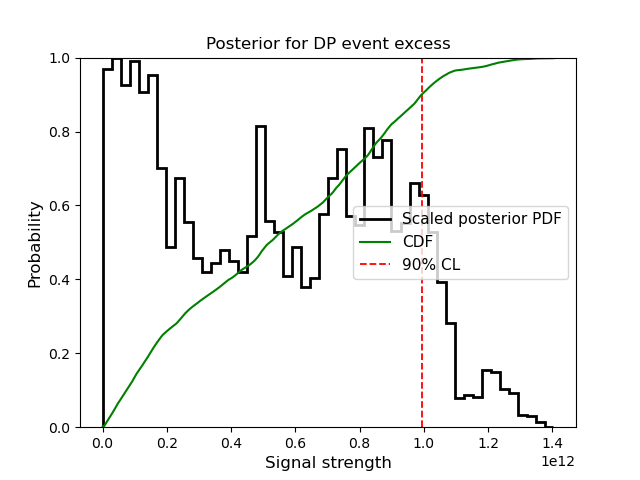 Posterior for DP event excess
Probability
1.0
0.8
0.6
0.4
0.2
0.0
Scaled posterior PDF
CDF
90% CL
0.0 0.2 0.4 0.6 0.8 1.0 1.2 1.4
1e12
Signal strength